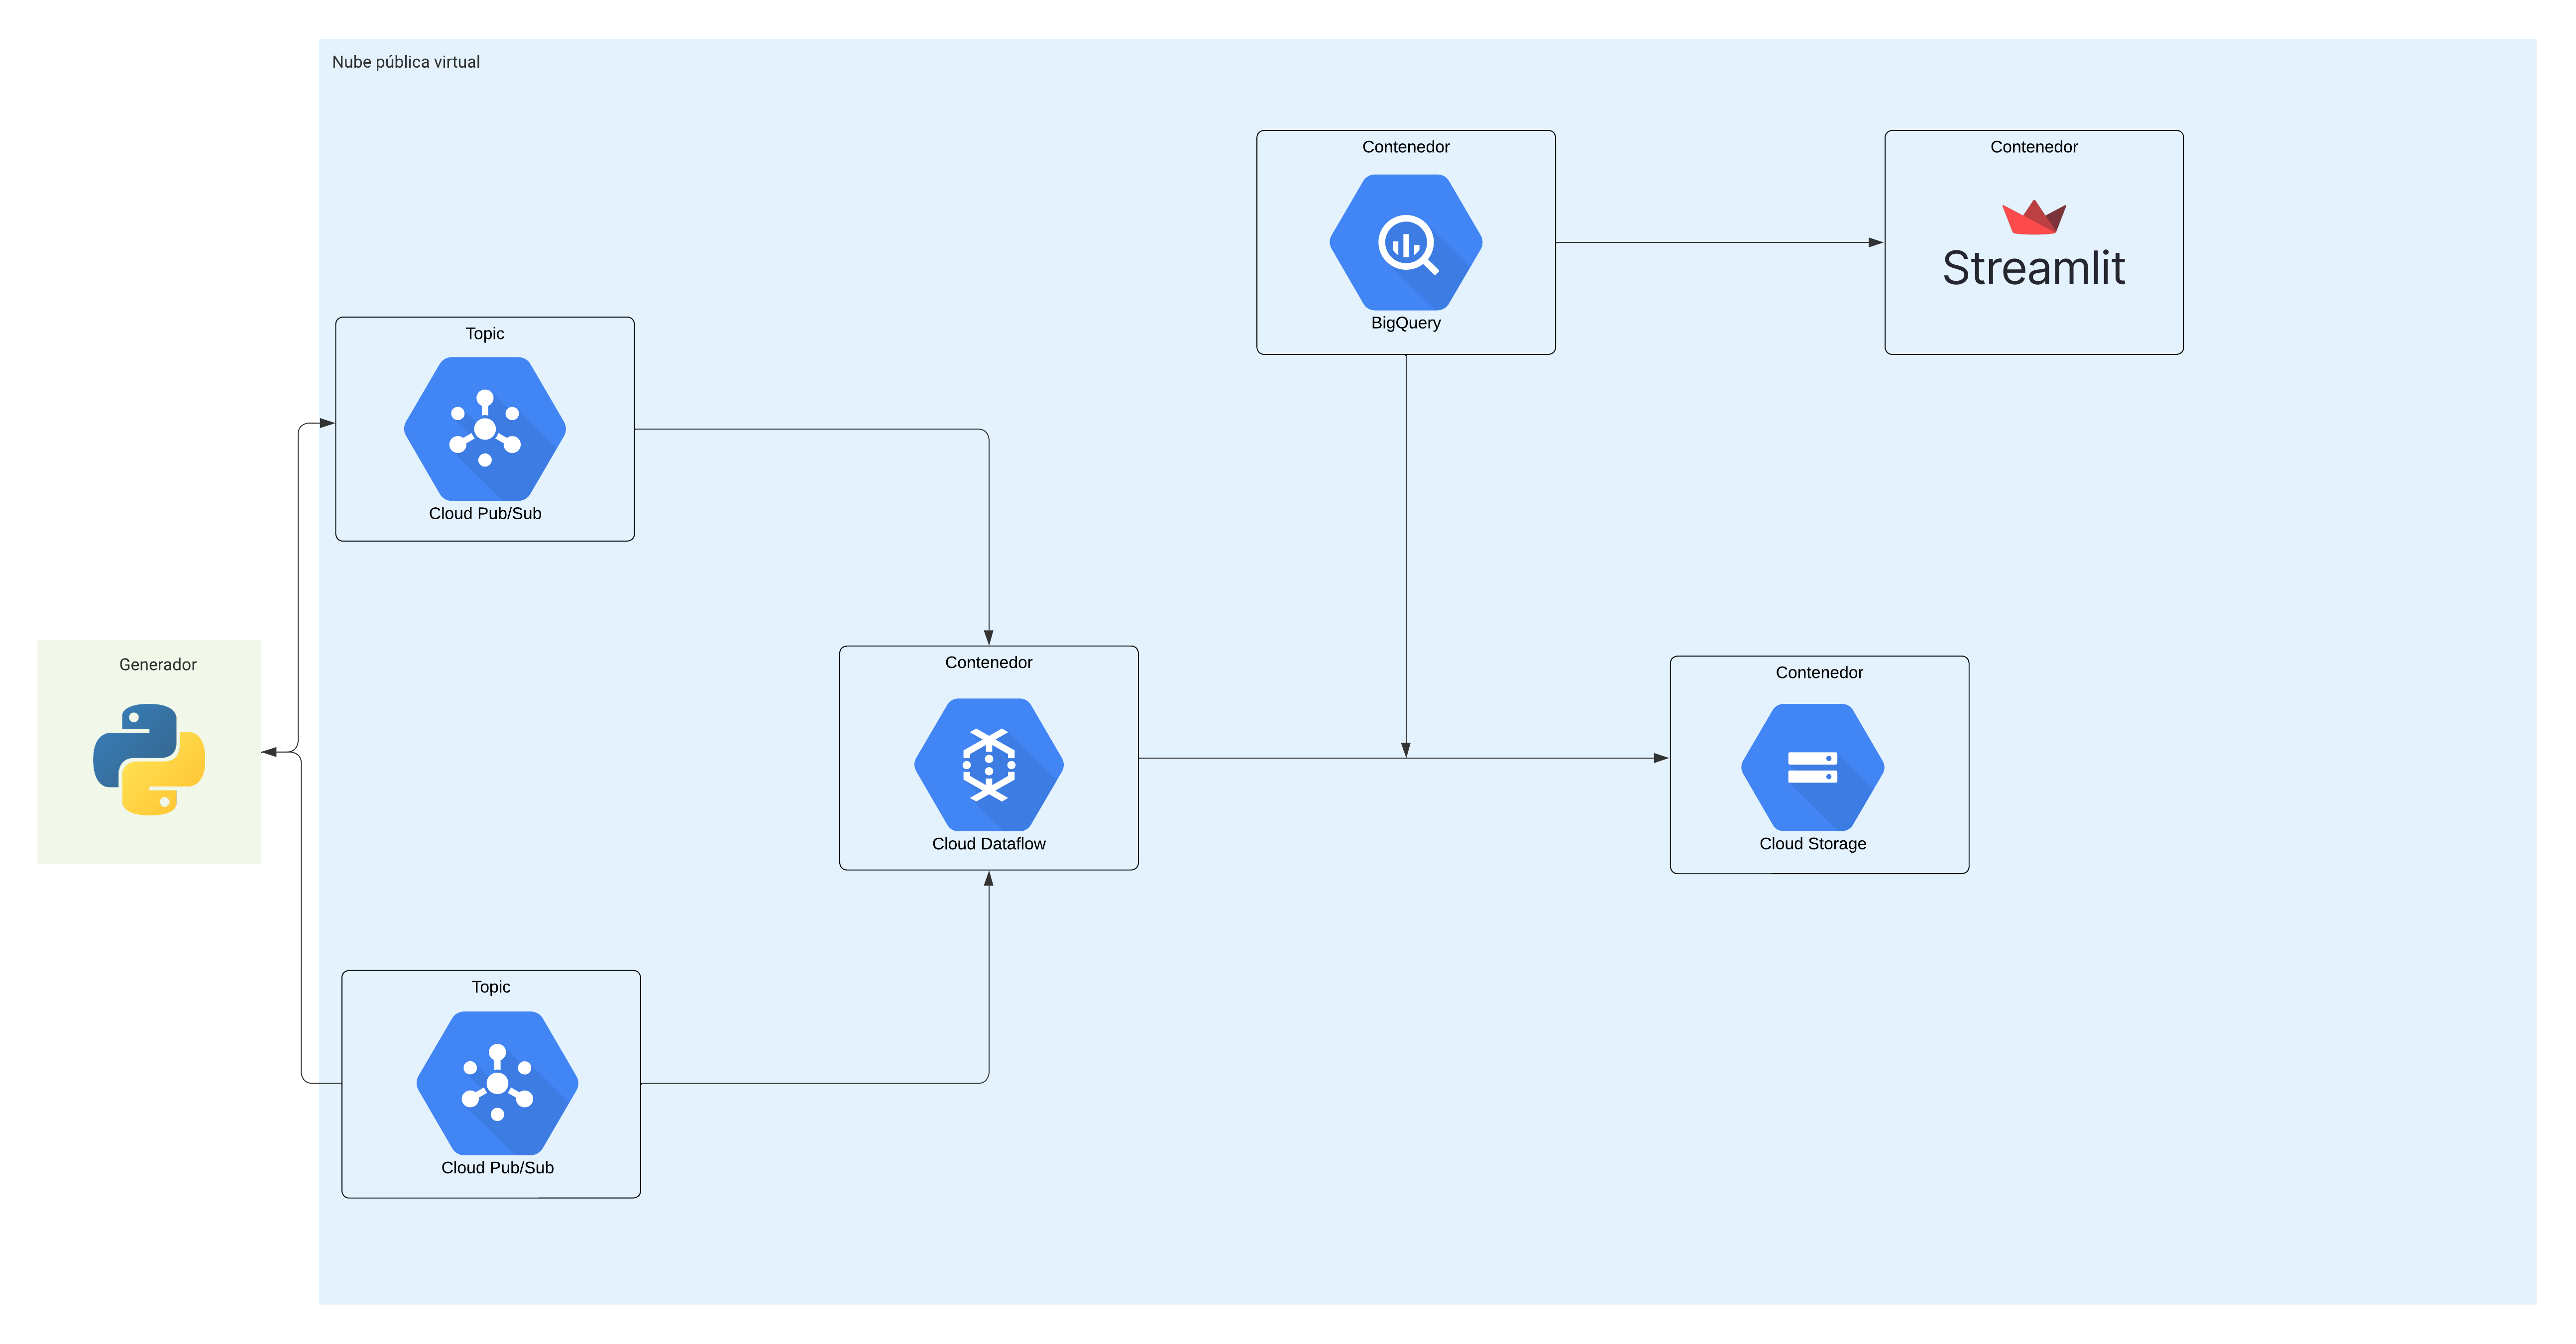 Nube pública virtual
Contenedor
BigQuery
Contenedor
Streamlit
Topic
Cloud Pub/Sub
Generador
Contenedor
Cloud Dataflow
Contenedor
Cloud Storage
Topic
Cloud Pub/Sub